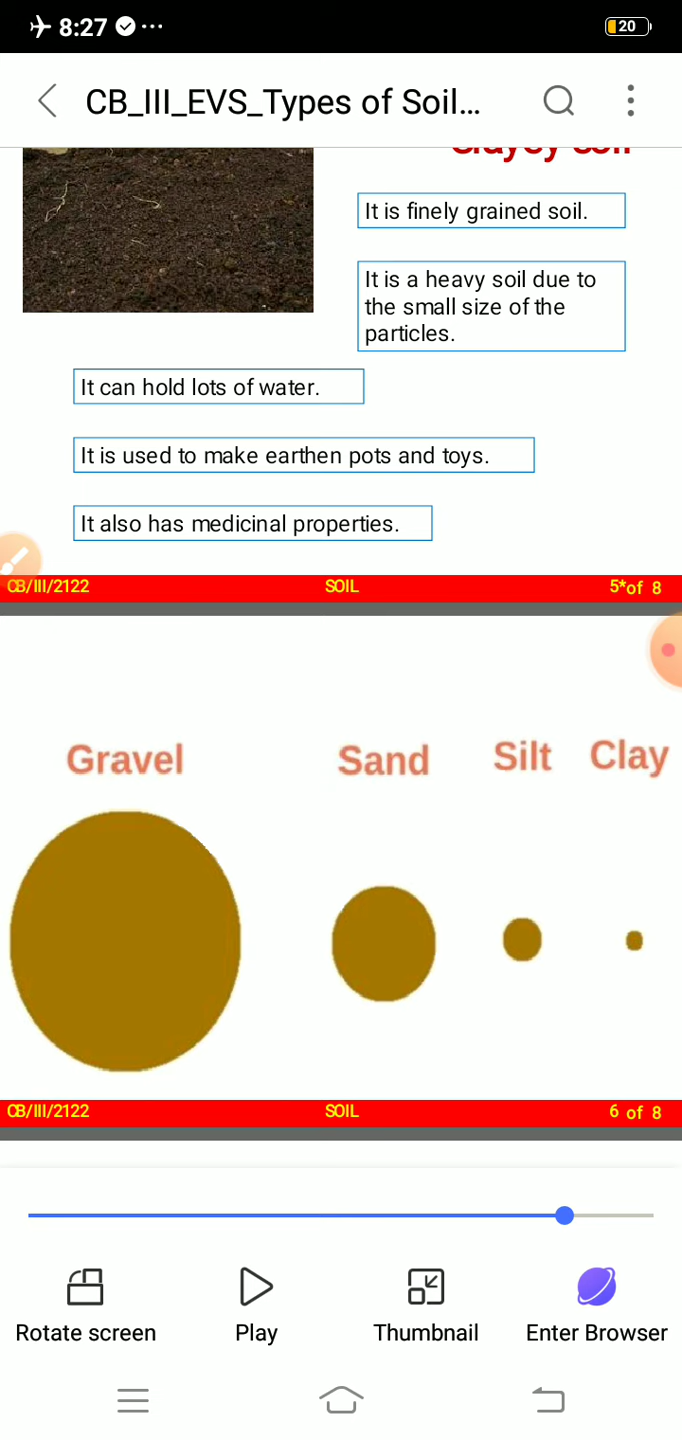 8:27
20
CB_III_EVS_Types of Soil...
Clayey soil
It is finely grained soil.
It is a heavy soil due to
the small size of the
particles.
It can hold lots of water.
It is used to make earthen pots and toys.
It also has medicinal properties.
CB/III/2122 SOIL 5*of 8
Gravel Sand Silt Clay
CB/III/2122 SOIL 6 of 8
Rotate screen Play Thumbnail Enter Browser